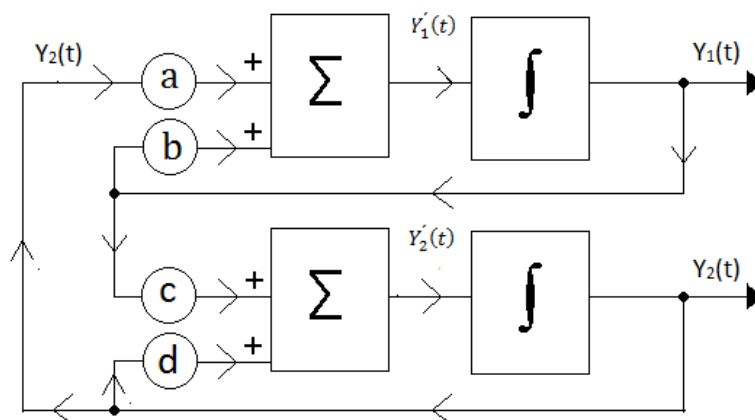 Y₁′(t)
Y₂(t) a + Σ ∫ Y₁(t)
b +
Y₂′(t)
c + Σ ∫ Y₂(t)
d +